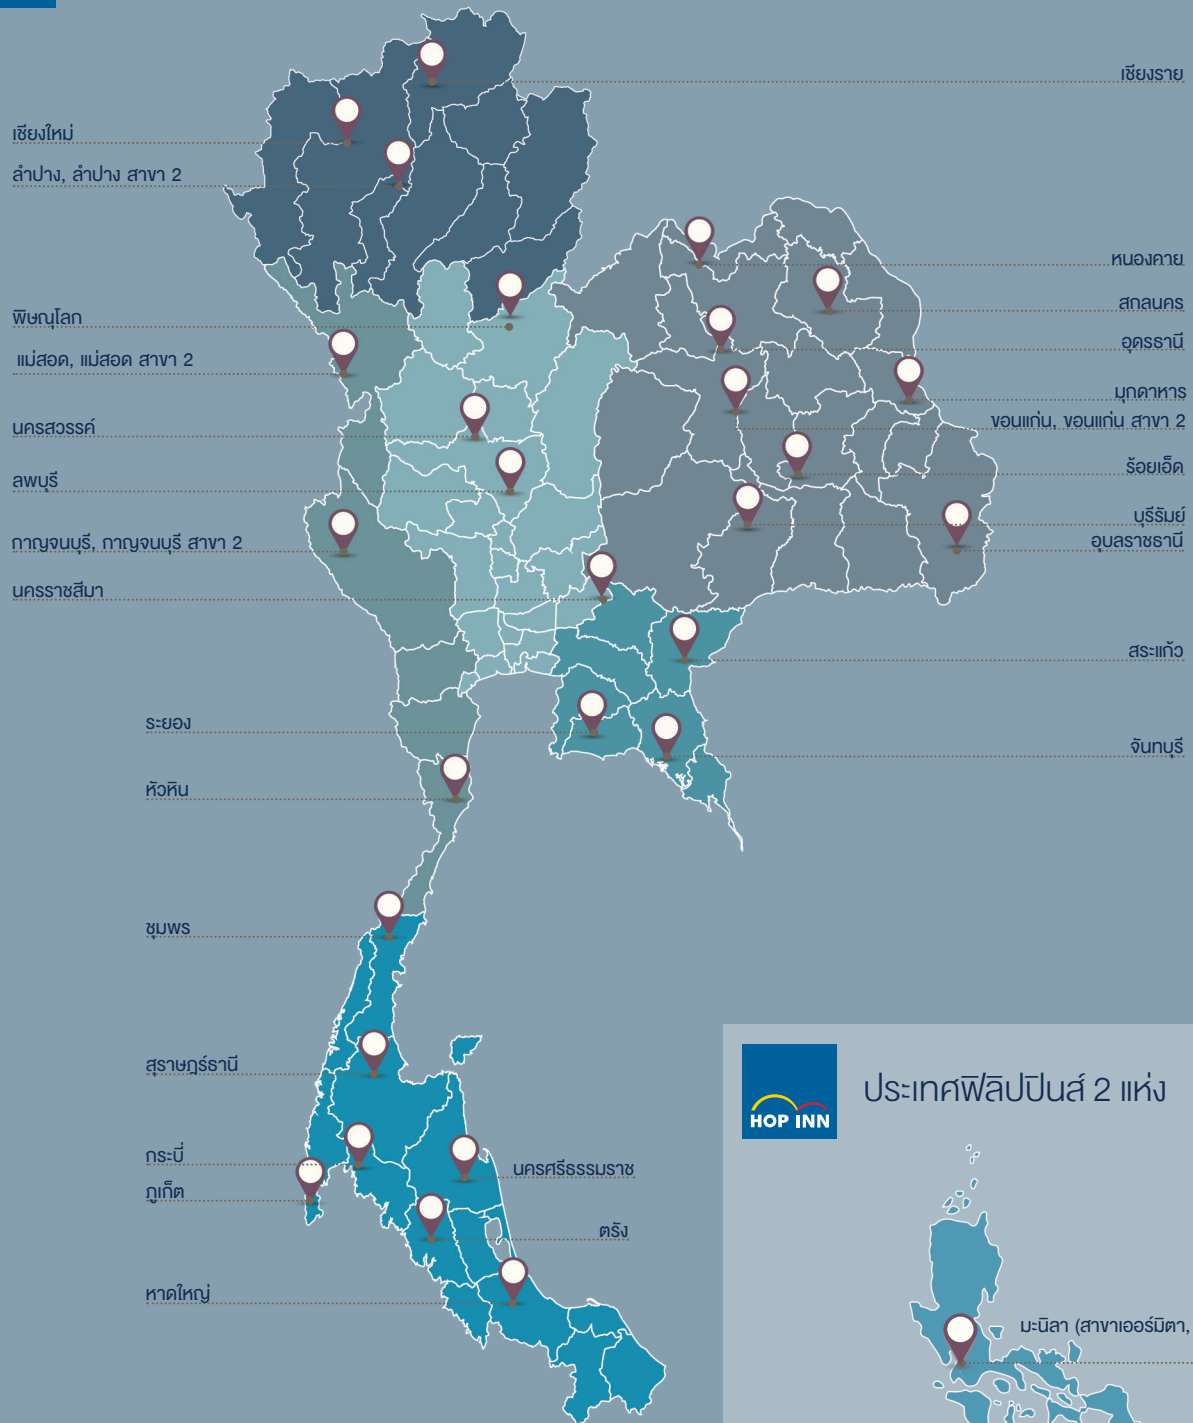 เชียงราย
เชียงใหม่
ลำปาง, ลำปาง สาขา 2
หนองคาย
สกลนคร
พิษณุโลก
อุดรธานี
แม่สอด, แม่สอด สาขา 2
มุกดาหาร
ขอนแก่น, ขอนแก่น สาขา 2
นครสวรรค์
ร้อยเอ็ด
ลพบุรี
บุรีรัมย์
กาญจนบุรี, กาญจนบุรี สาขา 2
อุบลราชธานี
นครราชสีมา
สระแก้ว
ระยอง
จันทบุรี
หัวหิน
ชุมพร
สุราษฎร์ธานี
กระบี่
นครศรีธรรมราช
ภูเก็ต
ตรัง
หาดใหญ่
HOP INN
ประเทศฟิลิปปินส์ 2 แห่ง
มะนิลา (สาขาเออร์มิตา,